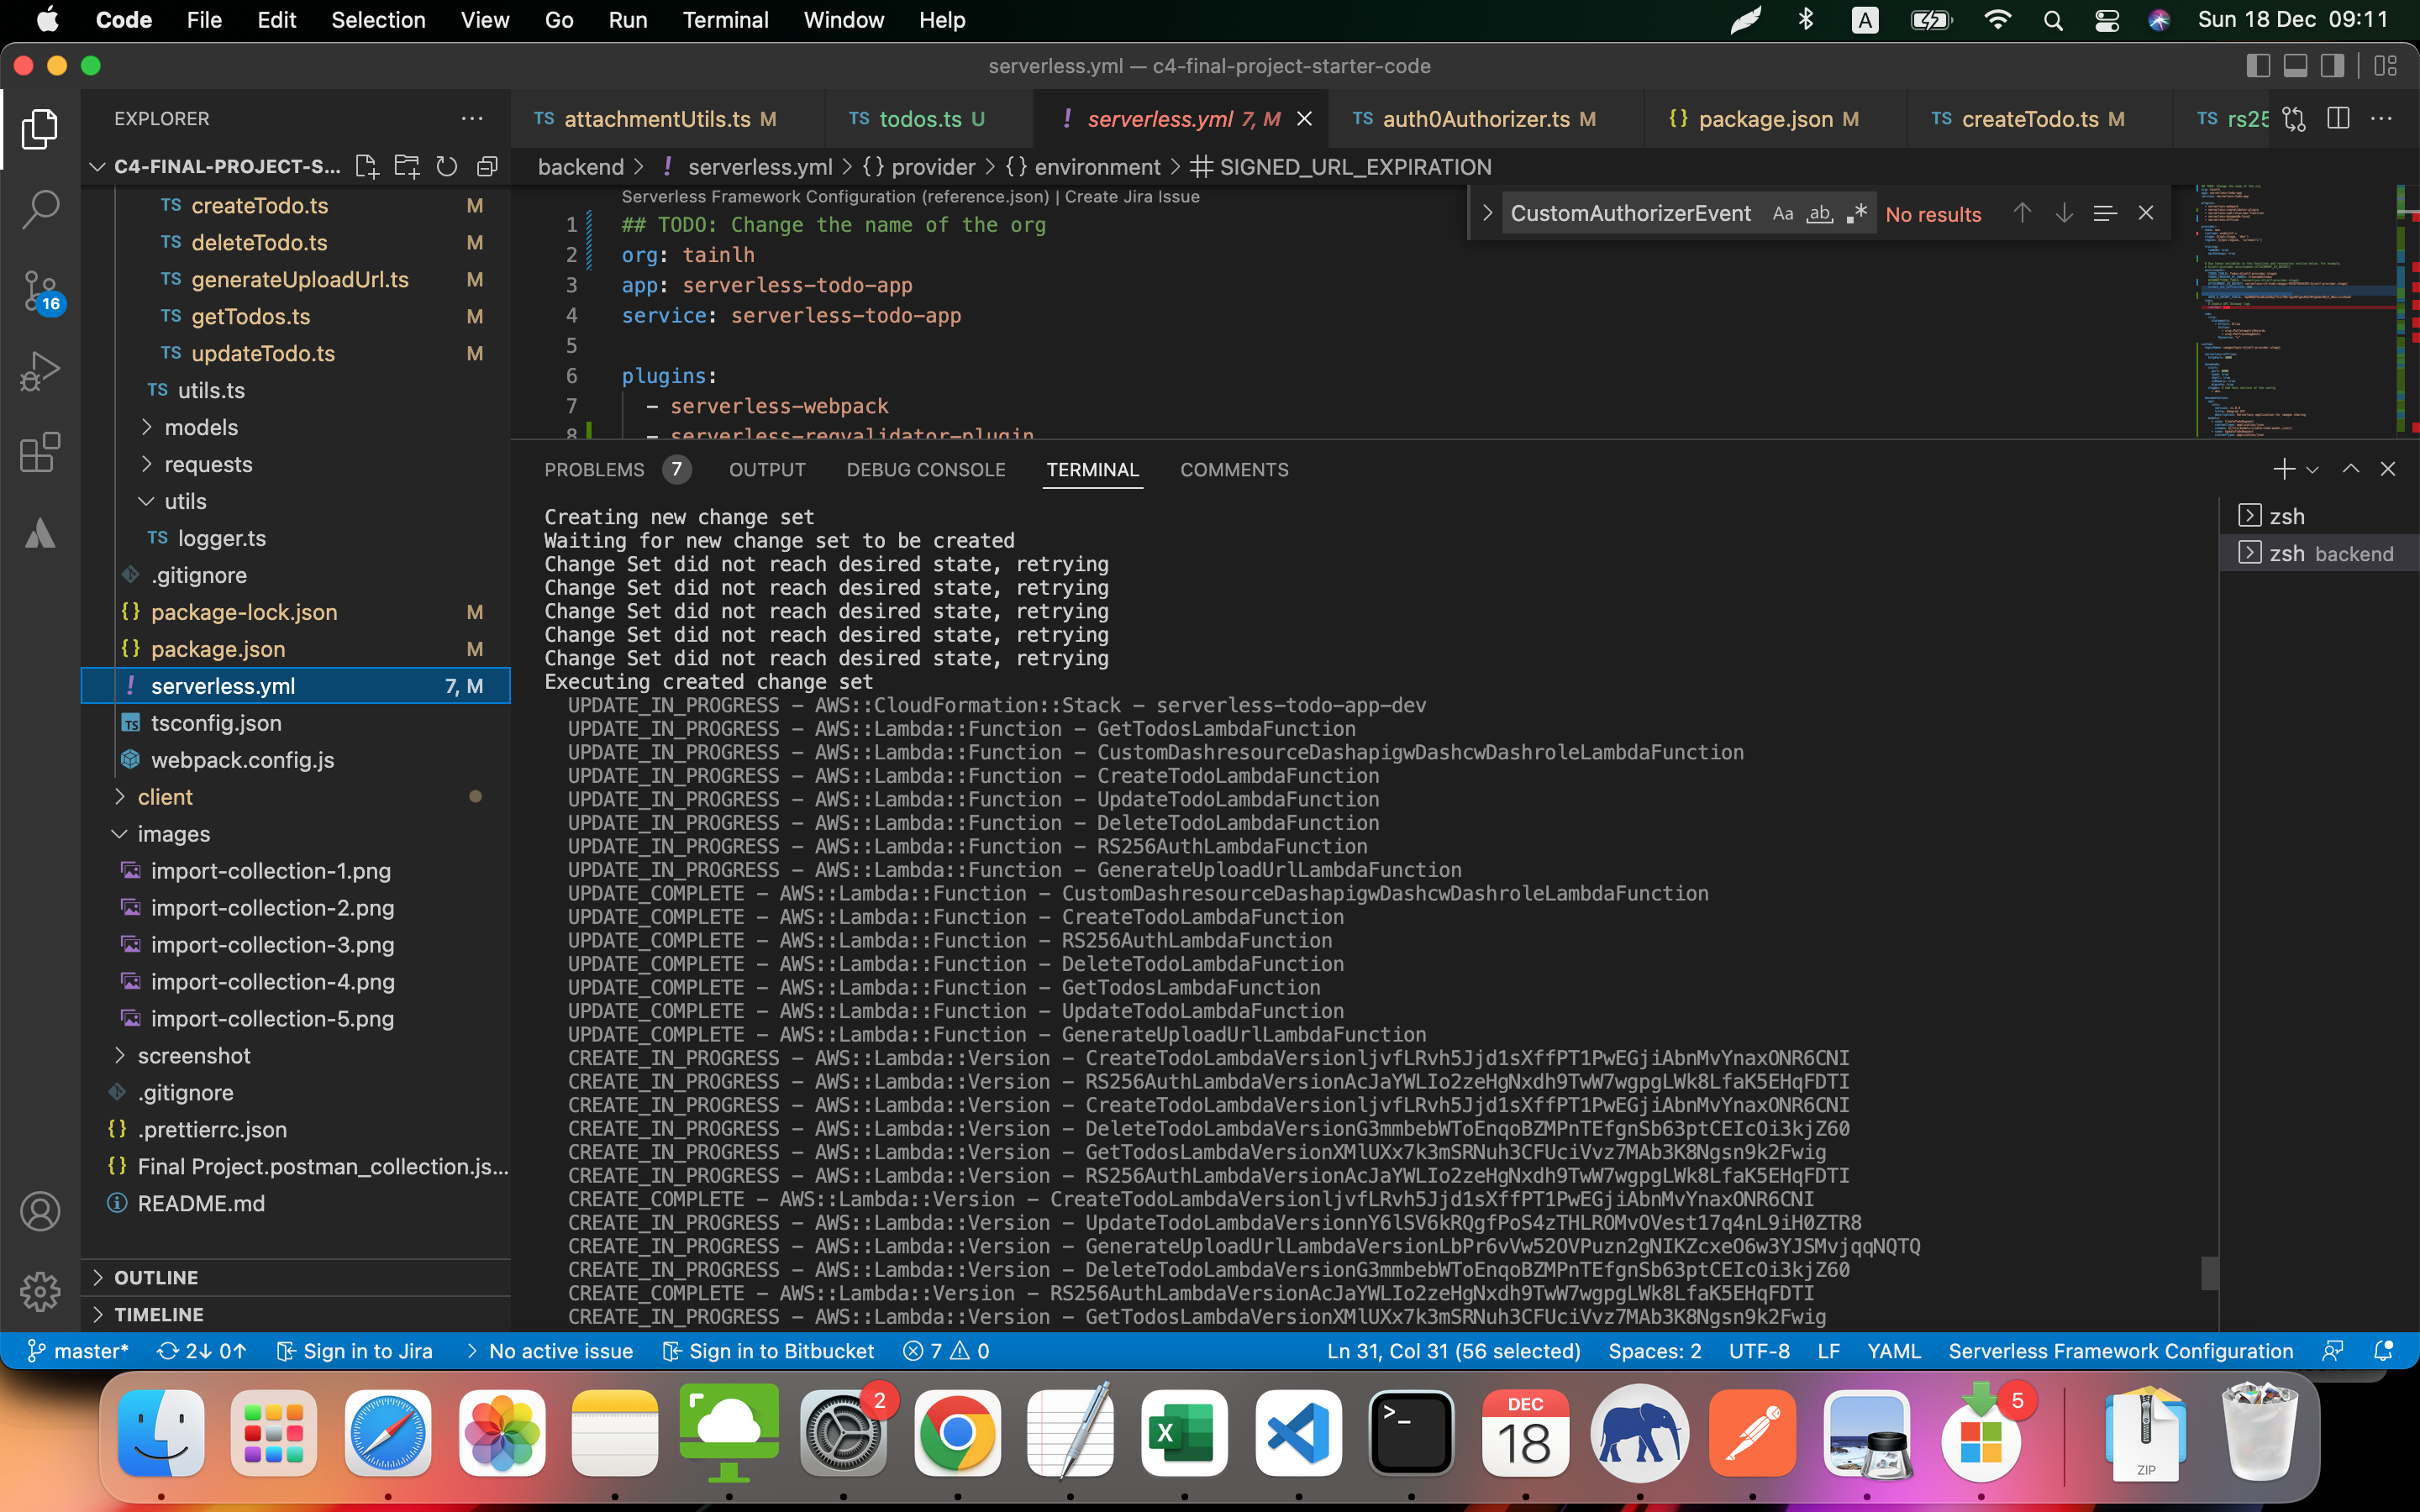 Code File Edit Selection View Go Run Terminal Window Help
A
Sun 18 Dec 09:11
serverless.yml — c4-final-project-starter-code
EXPLORER
C4-FINAL-PROJECT-S...
TS createTodo.ts M
TS deleteTodo.ts M
TS generateUploadUrl.ts M
TS getTodos.ts M
TS updateTodo.ts M
TS utils.ts
models
requests
utils
TS logger.ts
.gitignore
{} package-lock.json M
{} package.json M
! serverless.yml 7, M
TS tsconfig.json
webpack.config.js
client
images
import-collection-1.png
import-collection-2.png
import-collection-3.png
import-collection-4.png
import-collection-5.png
screenshot
.gitignore
{} .prettierrc.json
{} Final Project.postman_collection.js...
README.md
OUTLINE
TIMELINE
16
TS attachmentUtils.ts M
TS todos.ts U
! serverless.yml 7, M
TS auth0Authorizer.ts M
{} package.json M
TS createTodo.ts M
TS rs25
backend > ! serverless.yml > {} provider > {} environment > SIGNED_URL_EXPIRATION
Serverless Framework Configuration (reference.json) | Create Jira Issue
CustomAuthorizerEvent Aa ab .* No results
1 ## TODO: Change the name of the org
2 org: tainlh
3 app: serverless-todo-app
4 service: serverless-todo-app
5
6 plugins:
7 - serverless-webpack
8 - serverless-reqvalidator-plugin
PROBLEMS 7 OUTPUT DEBUG CONSOLE TERMINAL COMMENTS
zsh
zsh backend
Creating new change set
Waiting for new change set to be created
Change Set did not reach desired state, retrying
Change Set did not reach desired state, retrying
Change Set did not reach desired state, retrying
Change Set did not reach desired state, retrying
Change Set did not reach desired state, retrying
Executing created change set
UPDATE_IN_PROGRESS – AWS::CloudFormation::Stack – serverless-todo-app-dev
UPDATE_IN_PROGRESS – AWS::Lambda::Function – GetTodosLambdaFunction
UPDATE_IN_PROGRESS – AWS::Lambda::Function – CustomDashresourceDashapigwDashcwDashroleLambdaFunction
UPDATE_IN_PROGRESS – AWS::Lambda::Function – CreateTodoLambdaFunction
UPDATE_IN_PROGRESS – AWS::Lambda::Function – UpdateTodoLambdaFunction
UPDATE_IN_PROGRESS – AWS::Lambda::Function – DeleteTodoLambdaFunction
UPDATE_IN_PROGRESS – AWS::Lambda::Function – RS256AuthLambdaFunction
UPDATE_IN_PROGRESS – AWS::Lambda::Function – GenerateUploadUrlLambdaFunction
UPDATE_COMPLETE – AWS::Lambda::Function – CustomDashresourceDashapigwDashcwDashroleLambdaFunction
UPDATE_COMPLETE – AWS::Lambda::Function – CreateTodoLambdaFunction
UPDATE_COMPLETE – AWS::Lambda::Function – RS256AuthLambdaFunction
UPDATE_COMPLETE – AWS::Lambda::Function – DeleteTodoLambdaFunction
UPDATE_COMPLETE – AWS::Lambda::Function – GetTodosLambdaFunction
UPDATE_COMPLETE – AWS::Lambda::Function – UpdateTodoLambdaFunction
UPDATE_COMPLETE – AWS::Lambda::Function – GenerateUploadUrlLambdaFunction
CREATE_IN_PROGRESS – AWS::Lambda::Version – CreateTodoLambdaVersionljvfLRvh5Jjd1sXffPT1PwEGjiAbnMvYnaxONR6CNI
CREATE_IN_PROGRESS – AWS::Lambda::Version – RS256AuthLambdaVersionAcJaYWLIo2zeHgNxdh9TwW7wgpgLWk8LfaK5EHqFDTI
CREATE_IN_PROGRESS – AWS::Lambda::Version – CreateTodoLambdaVersionljvfLRvh5Jjd1sXffPT1PwEGjiAbnMvYnaxONR6CNI
CREATE_IN_PROGRESS – AWS::Lambda::Version – DeleteTodoLambdaVersionG3mmbebWToEnqoBZMPnTEfgnSb63ptCEIcOi3kjZ60
CREATE_IN_PROGRESS – AWS::Lambda::Version – GetTodosLambdaVersionXMlUXx7k3mSRNuh3CFUciVvz7MAb3K8Ngsn9k2Fwig
CREATE_IN_PROGRESS – AWS::Lambda::Version – RS256AuthLambdaVersionAcJaYWLIo2zeHgNxdh9TwW7wgpgLWk8LfaK5EHqFDTI
CREATE_COMPLETE – AWS::Lambda::Version – CreateTodoLambdaVersionljvfLRvh5Jjd1sXffPT1PwEGjiAbnMvYnaxONR6CNI
CREATE_IN_PROGRESS – AWS::Lambda::Version – UpdateTodoLambdaVersionnY6lSV6kRQgfPoS4zTHLROMvOVest17q4nL9iH0ZTR8
CREATE_IN_PROGRESS – AWS::Lambda::Version – GenerateUploadUrlLambdaVersionLbPr6vVw52OVPuzn2gNIKZcxeO6w3YJSMvjqqNQTQ
CREATE_IN_PROGRESS – AWS::Lambda::Version – DeleteTodoLambdaVersionG3mmbebWToEnqoBZMPnTEfgnSb63ptCEIcOi3kjZ60
CREATE_COMPLETE – AWS::Lambda::Version – RS256AuthLambdaVersionAcJaYWLIo2zeHgNxdh9TwW7wgpgLWk8LfaK5EHqFDTI
CREATE_IN_PROGRESS – AWS::Lambda::Version – GetTodosLambdaVersionXMlUXx7k3mSRNuh3CFUciVvz7MAb3K8Ngsn9k2Fwig
master* 2↓ 0↑ Sign in to Jira No active issue Sign in to Bitbucket 7 0
Ln 31, Col 31 (56 selected) Spaces: 2 UTF-8 LF YAML Serverless Framework Configuration
2
X
>_
DEC
18
5
ZIP